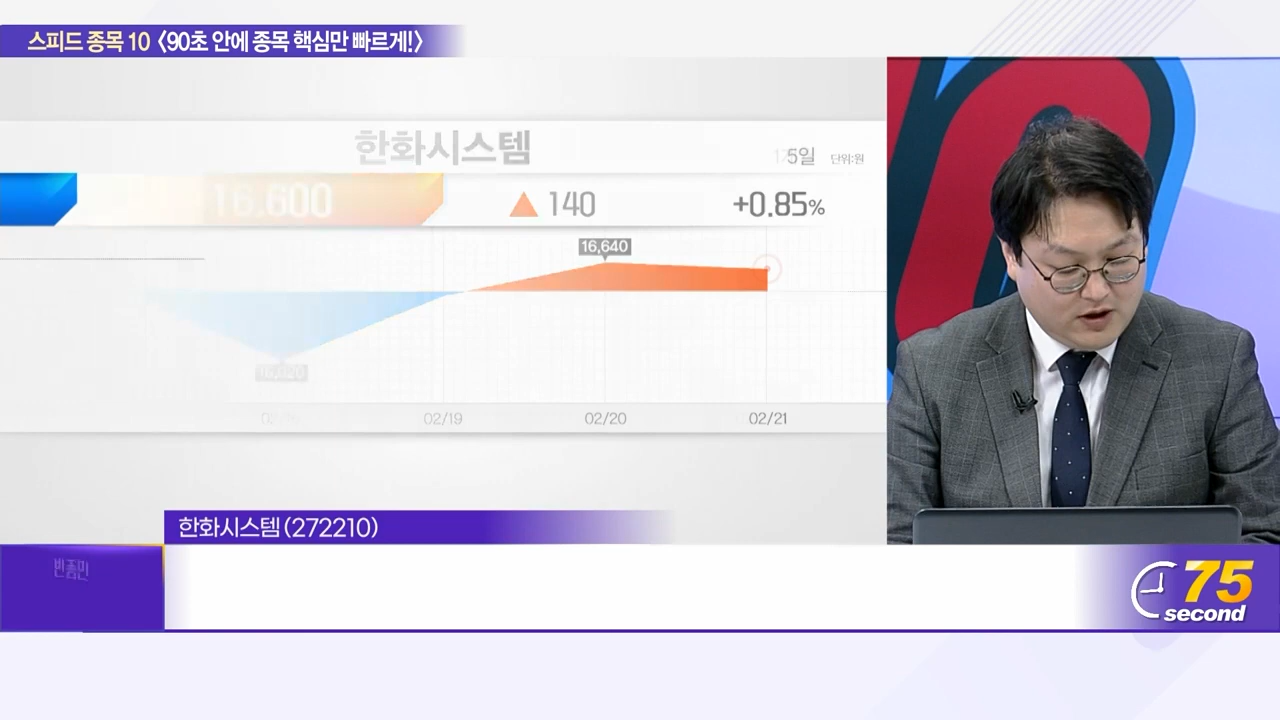 스피드 종목 10 〈90초 안에 종목 핵심만 빠르게!〉
한화시스템
5일 단위:원
16,600 ▲ 140 +0.85%
16,640
02/19 02/20 02/21
한화시스템(272210)
75
second